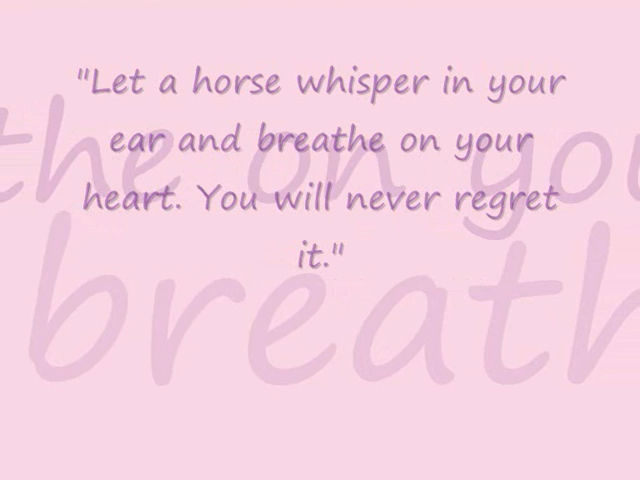 "Let a horse whisper in your
ear and breathe on your
heart. You will never regret
it."
the on you
breath